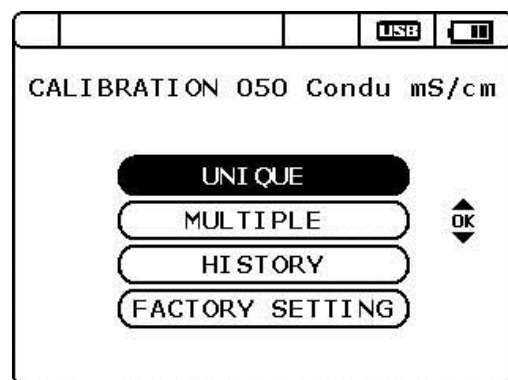 USB
CALIBRATION 050 Condu mS/cm
UNIQUE
MULTIPLE
OK
HISTORY
FACTORY SETTING